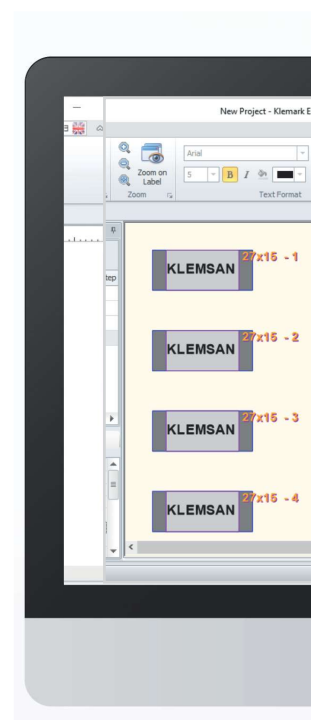 New Project - Klemark E
Arial
Zoom on
Label
5
B
I
Zoom
Text Format
tep
KLEMSAN
27x15 - 1
KLEMSAN
27x15 - 2
KLEMSAN
27x15 - 3
KLEMSAN
27x15 - 4